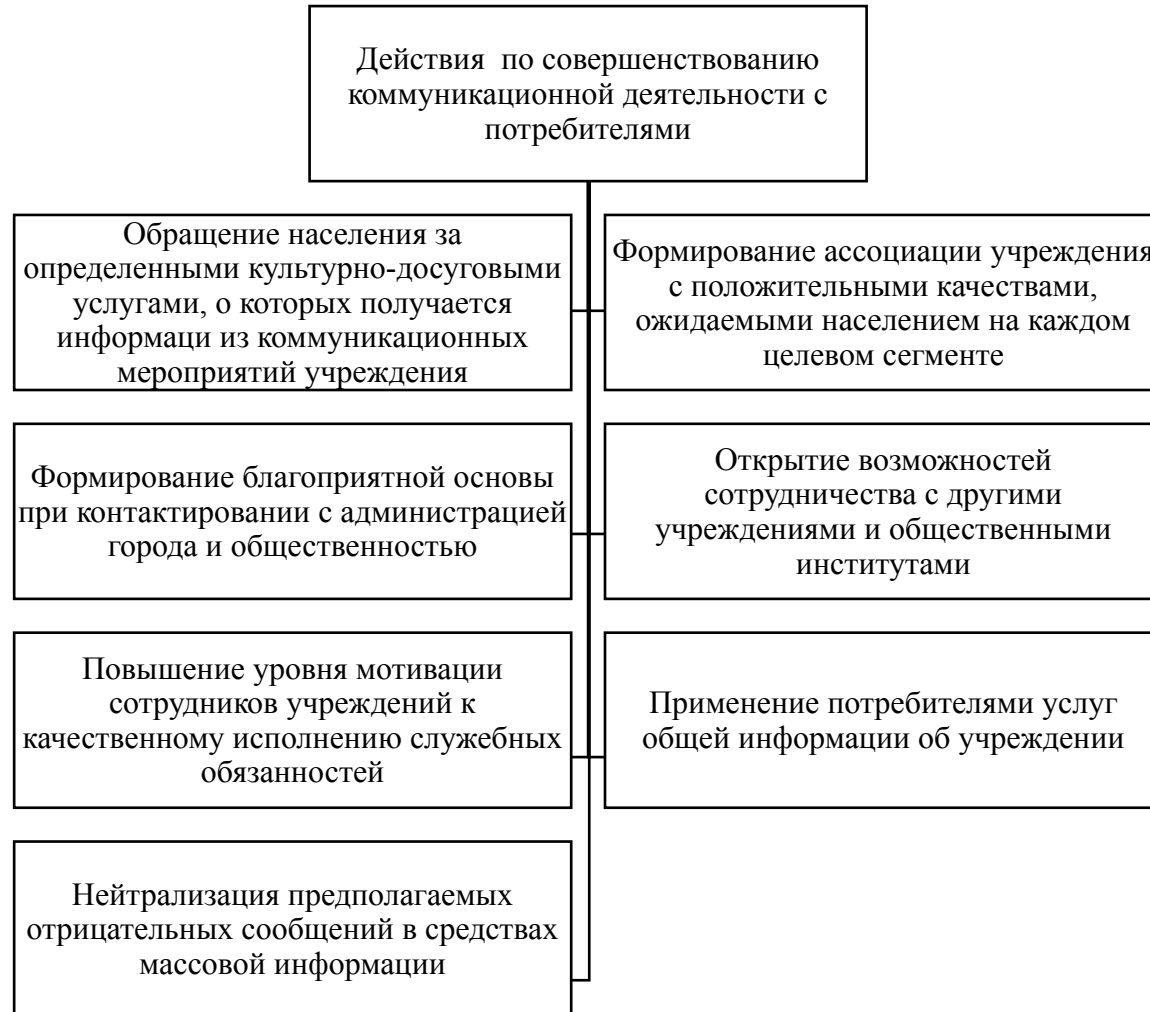 Действия по совершенствованию
коммуникационной деятельности с
потребителями
Обращение населения за
определенными культурно-досуговыми
услугами, о которых получается
информаци из коммуникационных
мероприятий учреждения
Формирование ассоциации учреждения
с положительными качествами,
ожидаемыми населением на каждом
целевом сегменте
Формирование благоприятной основы
при контактировании с администрацией
города и общественностью
Открытие возможностей
сотрудничества с другими
учреждениями и общественными
институтами
Повышение уровня мотивации
сотрудников учреждений к
качественному исполнению служебных
обязанностей
Применение потребителями услуг
общей информации об учреждении
Нейтрализация предполагаемых
отрицательных сообщений в средствах
массовой информации